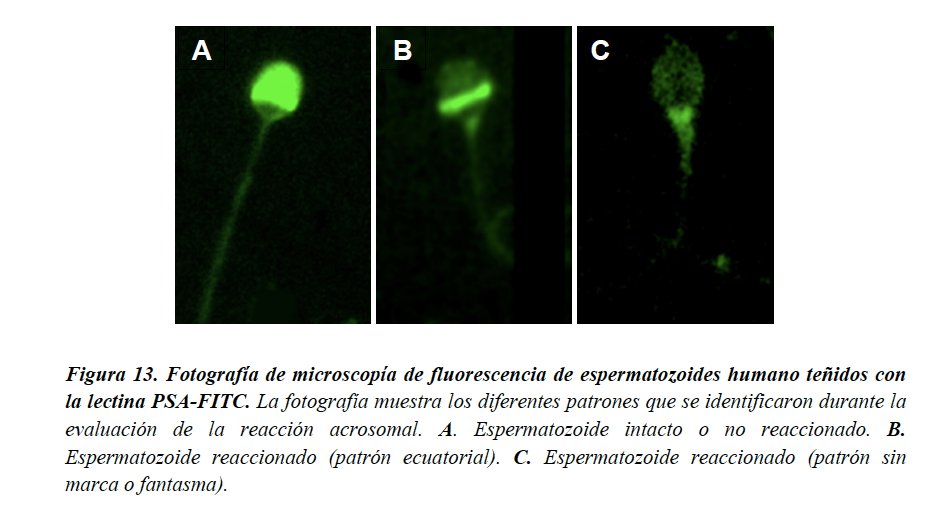 A B C
Figura 13. Fotografía de microscopía de fluorescencia de espermatozoides humano teñidos con
la lectina PSA-FITC. La fotografía muestra los diferentes patrones que se identificaron durante la
evaluación de la reacción acrosomal. A. Espermatozoide intacto o no reaccionado. B.
Espermatozoide reaccionado (patrón ecuatorial). C. Espermatozoide reaccionado (patrón sin
marca o fantasma).